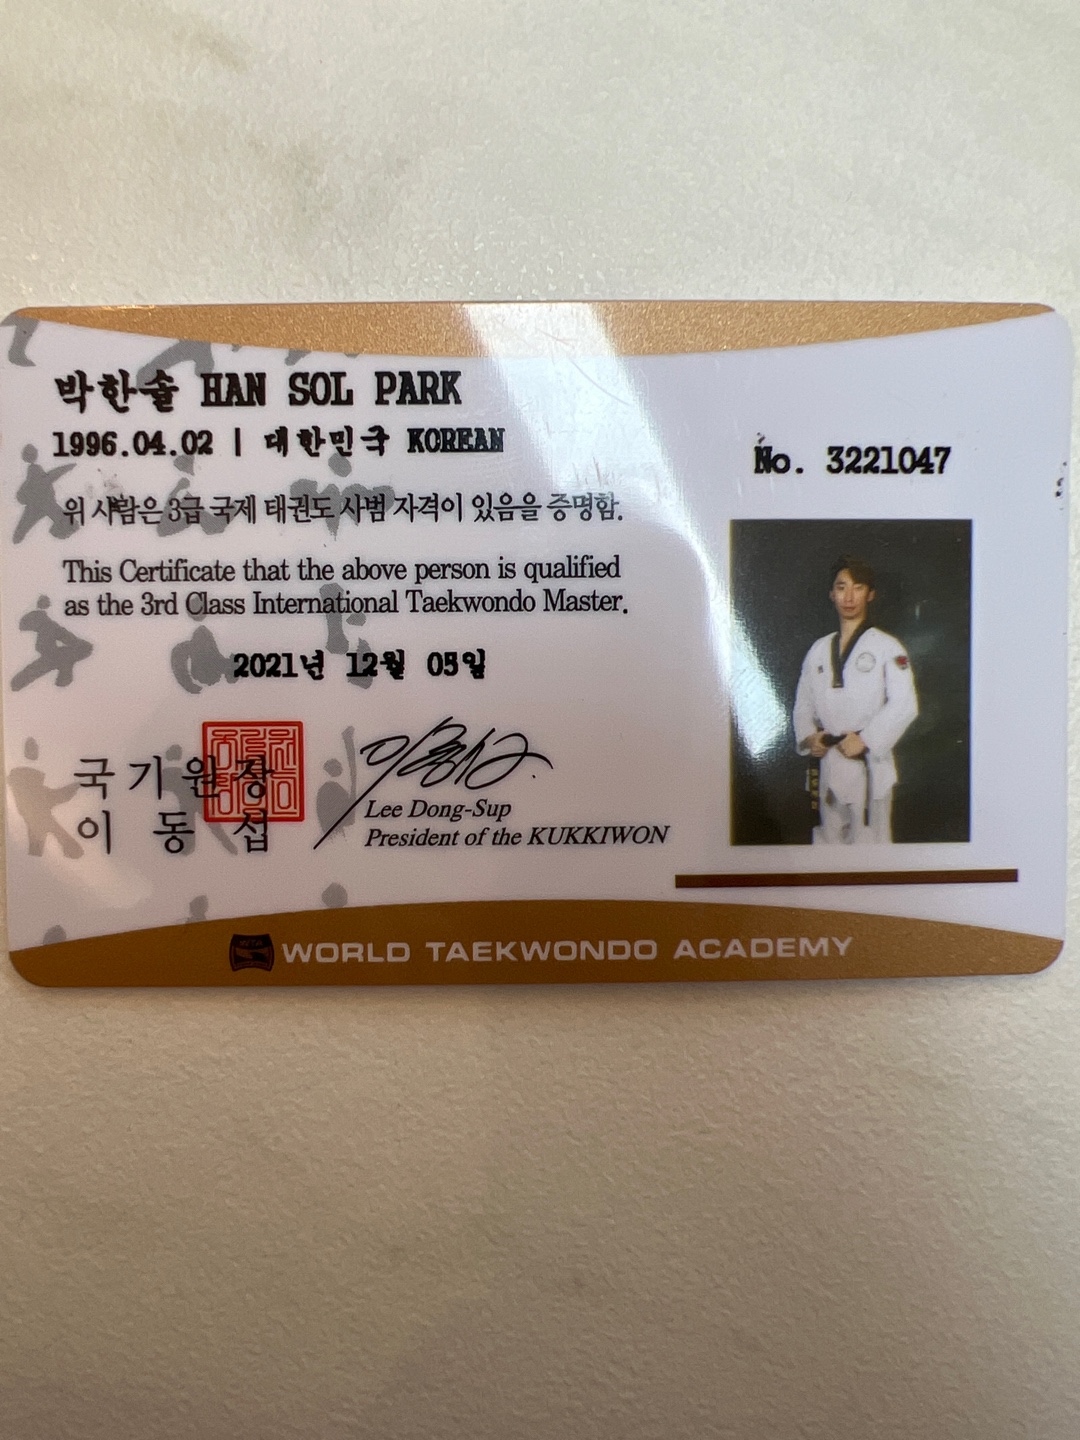 박한솔 HAN SOL PARK
1996.04.02 | 대한민국 KOREAN
No. 3221047
위 사람은 3급 국제 태권도 사범 자격이 있음을 증명함.
This Certificate that the above person is qualified
as the 3rd Class International Taekwondo Master.
2021년 12월 05일
국기원장
이동섭
Lee Dong-Sup
President of the KUKKIWON
WORLD TAEKWONDO ACADEMY